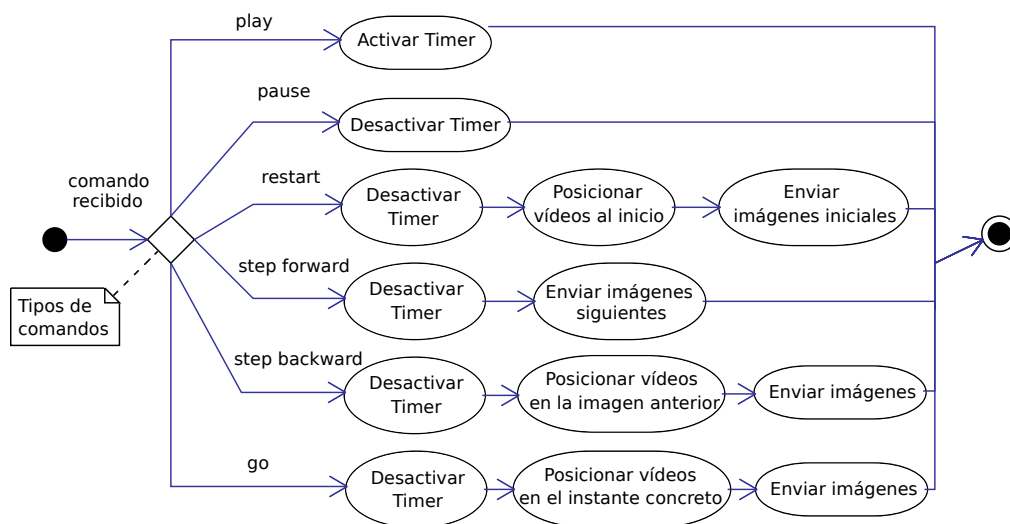 play
Activar Timer
pause
Desactivar Timer
comando
recibido
restart
Desactivar
Timer
Posicionar
vídeos al inicio
Enviar
imágenes iniciales
step forward
Desactivar
Timer
Enviar imágenes
siguientes
Tipos de
comandos
step backward
Desactivar
Timer
Posicionar vídeos
en la imagen anterior
Enviar imágenes
go
Desactivar
Timer
Posicionar vídeos
en el instante concreto
Enviar imágenes